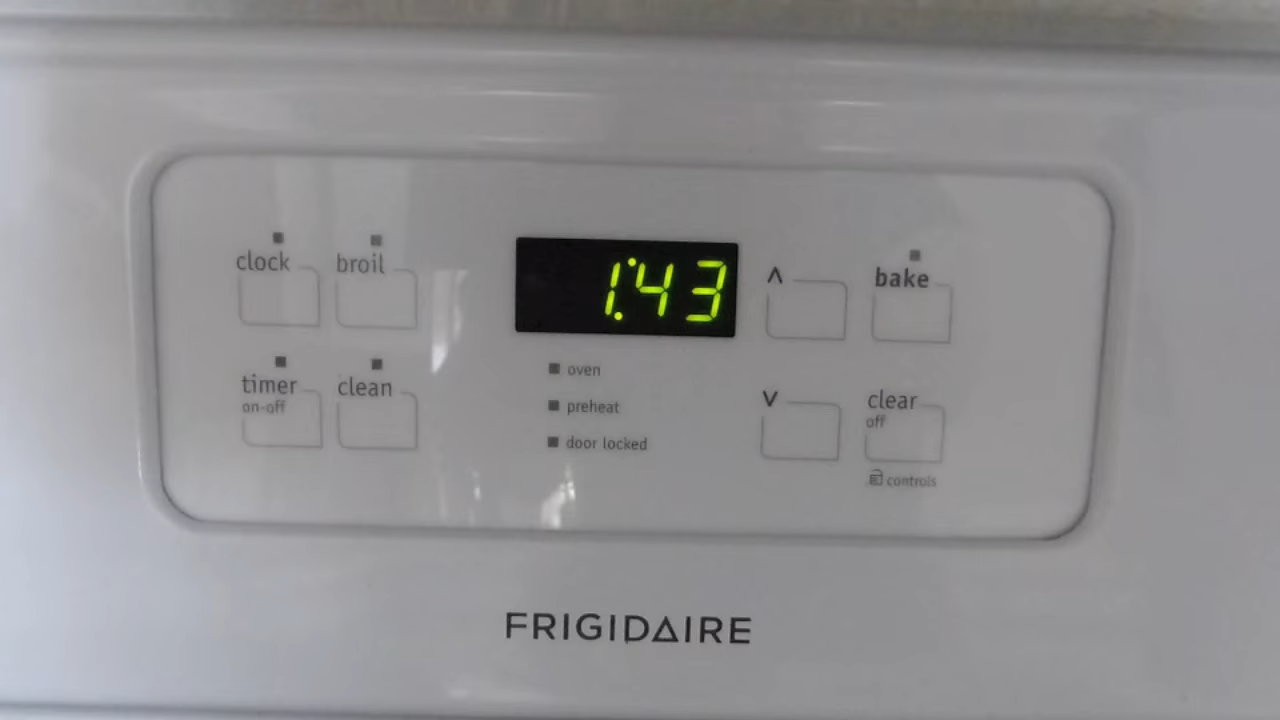 clock broil
1:43
^ bake
timer
on-off
clean
oven
preheat
door locked
v
clear
off
controls
FRIGIDAIRE